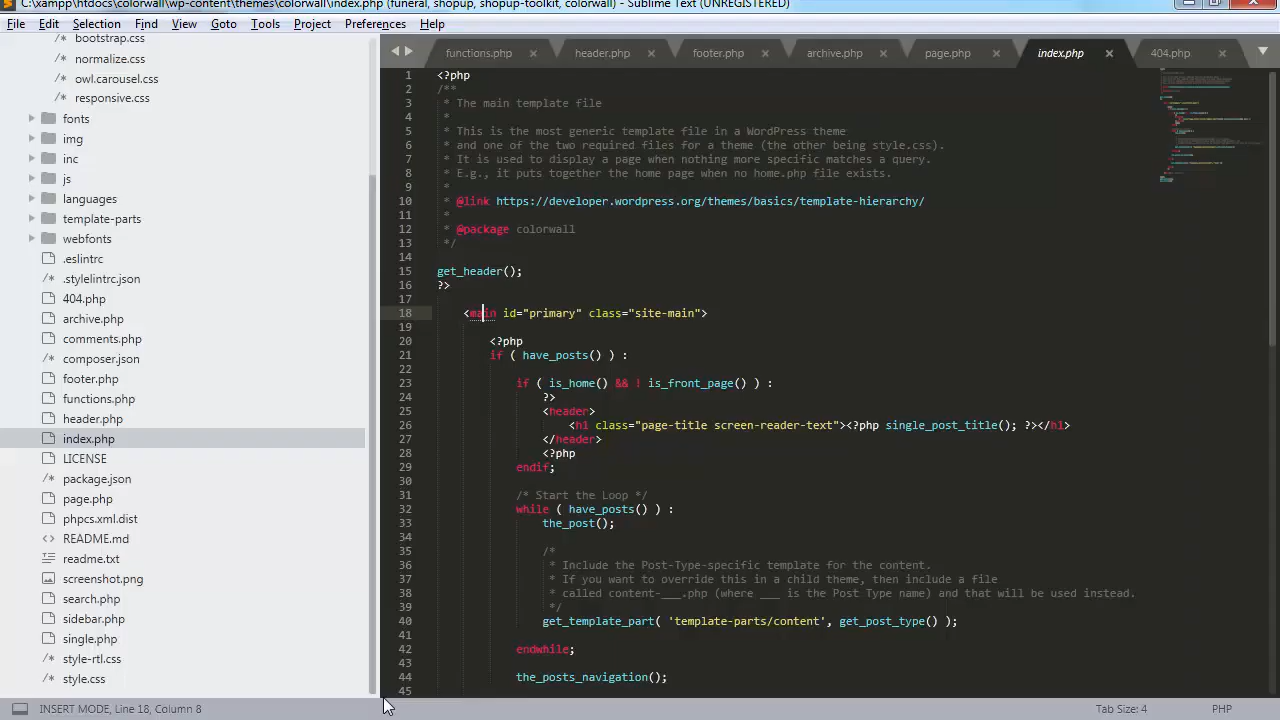 C:\xampp\htdocs\colorwall\wp-content\themes\colorwall\index.php (funeral, shopup, shopup-toolkit, colorwall) - Sublime Text (UNREGISTERED)
File Edit Selection Find View Goto Tools Project Preferences Help
bootstrap.css
normalize.css
owl.carousel.css
responsive.css
fonts
img
inc
js
languages
template-parts
webfonts
.eslintrc
.stylelintrc.json
404.php
archive.php
comments.php
composer.json
footer.php
functions.php
header.php
index.php
LICENSE
package.json
page.php
phpcs.xml.dist
README.md
readme.txt
screenshot.png
search.php
sidebar.php
single.php
style-rtl.css
style.css
functions.php header.php footer.php archive.php page.php index.php 404.php
1 <?php
2 /**
3 * The main template file
4 *
5 * This is the most generic template file in a WordPress theme
6 * and one of the two required files for a theme (the other being style.css).
7 * It is used to display a page when nothing more specific matches a query.
8 * E.g., it puts together the home page when no home.php file exists.
9 *
10 * @link https://developer.wordpress.org/themes/basics/template-hierarchy/
11 *
12 * @package colorwall
13 */
14
15 get_header();
16 ?>
17
18 <main id="primary" class="site-main">
19
20 <?php
21 if ( have_posts() ) :
22
23 if ( is_home() && ! is_front_page() ) :
24 ?>
25 <header>
26 <h1 class="page-title screen-reader-text"><?php single_post_title(); ?></h1>
27 </header>
28 <?php
29 endif;
30
31 /* Start the Loop */
32 while ( have_posts() ) :
33 the_post();
34
35 /*
36 * Include the Post-Type-specific template for the content.
37 * If you want to override this in a child theme, then include a file
38 * called content-___.php (where ___ is the Post Type name) and that will be used instead.
39 */
40 get_template_part( 'template-parts/content', get_post_type() );
41
42 endwhile;
43
44 the_posts_navigation();
45
INSERT MODE, Line 18, Column 8 Tab Size: 4 PHP